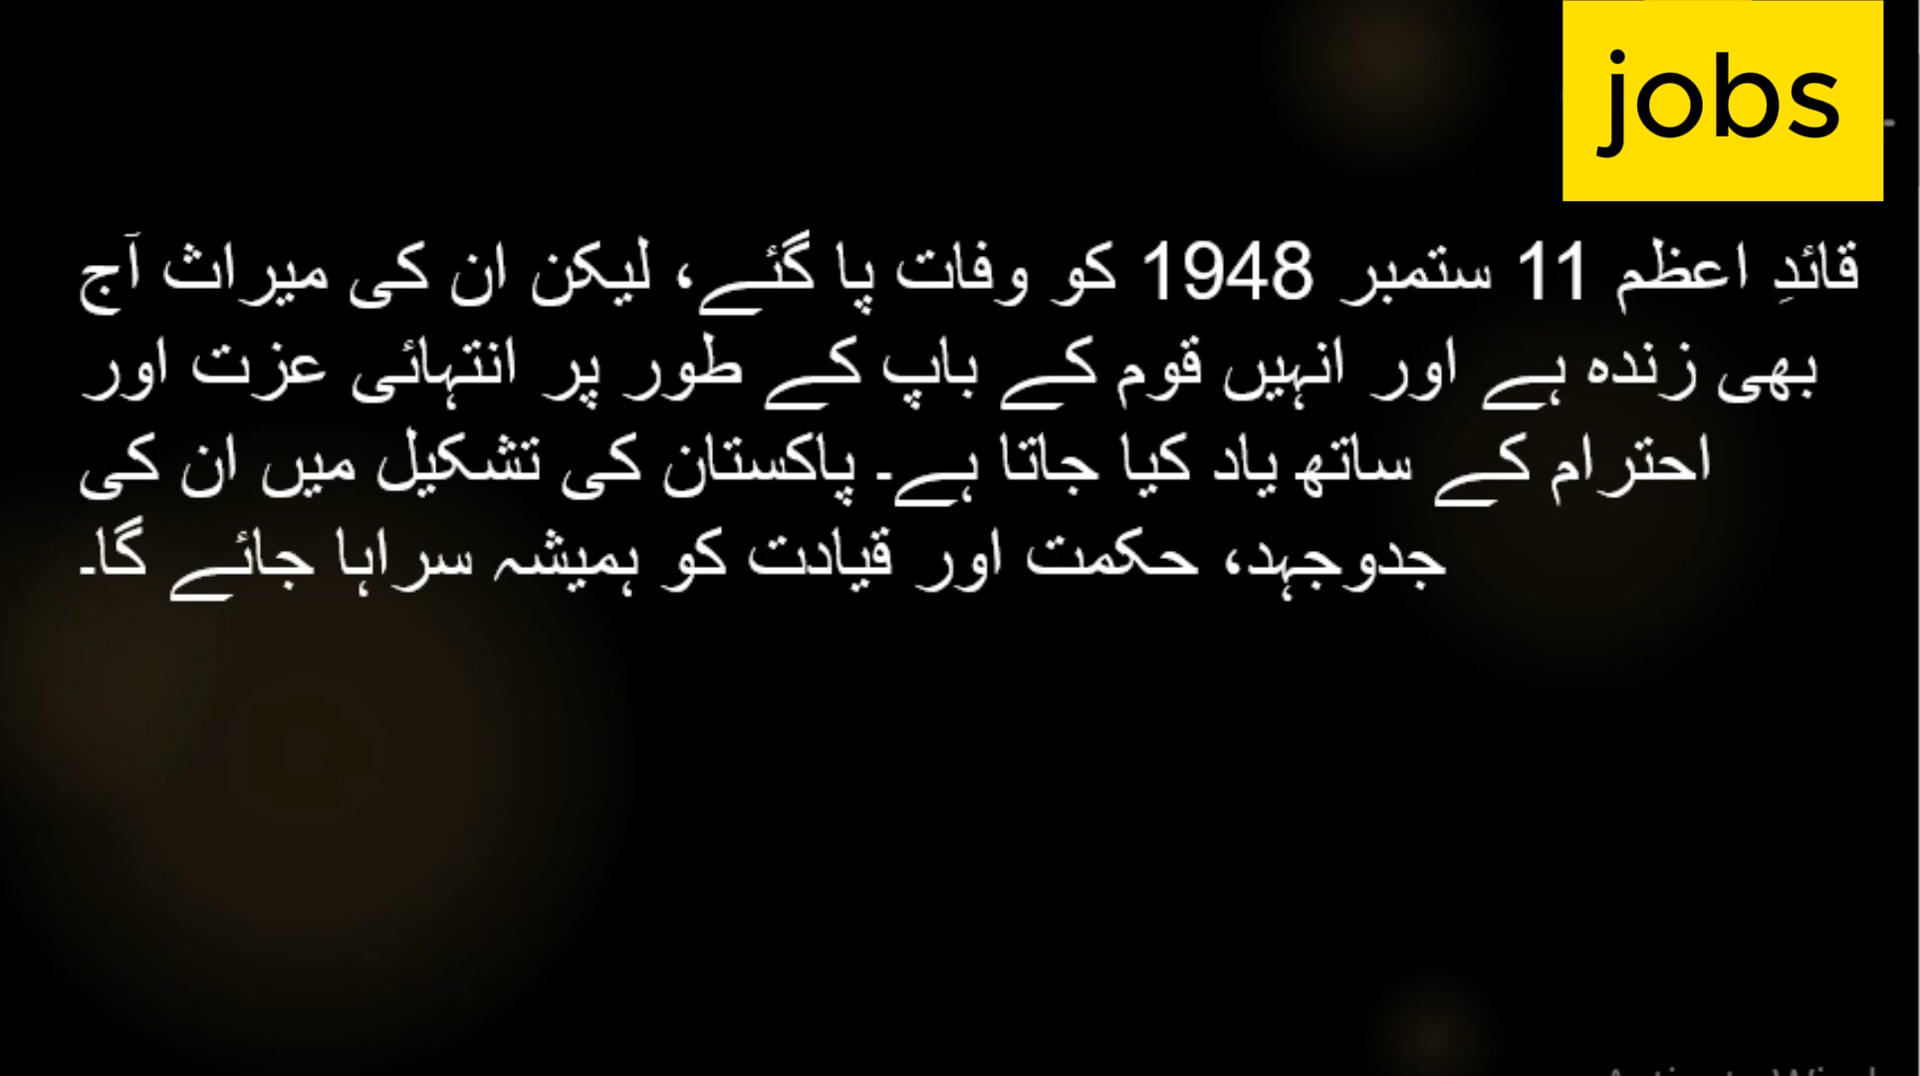 jobs
قائدِ اعظم 11 ستمبر 1948 کو وفات پا گئے، لیکن ان کی میراث آج
بھی زندہ ہے اور انہیں قوم کے باپ کے طور پر انتہائی عزت اور
احترام کے ساتھ یاد کیا جاتا ہے۔ پاکستان کی تشکیل میں ان کی
جدوجہد، حکمت اور قیادت کو ہمیشہ سراہا جائے گا۔